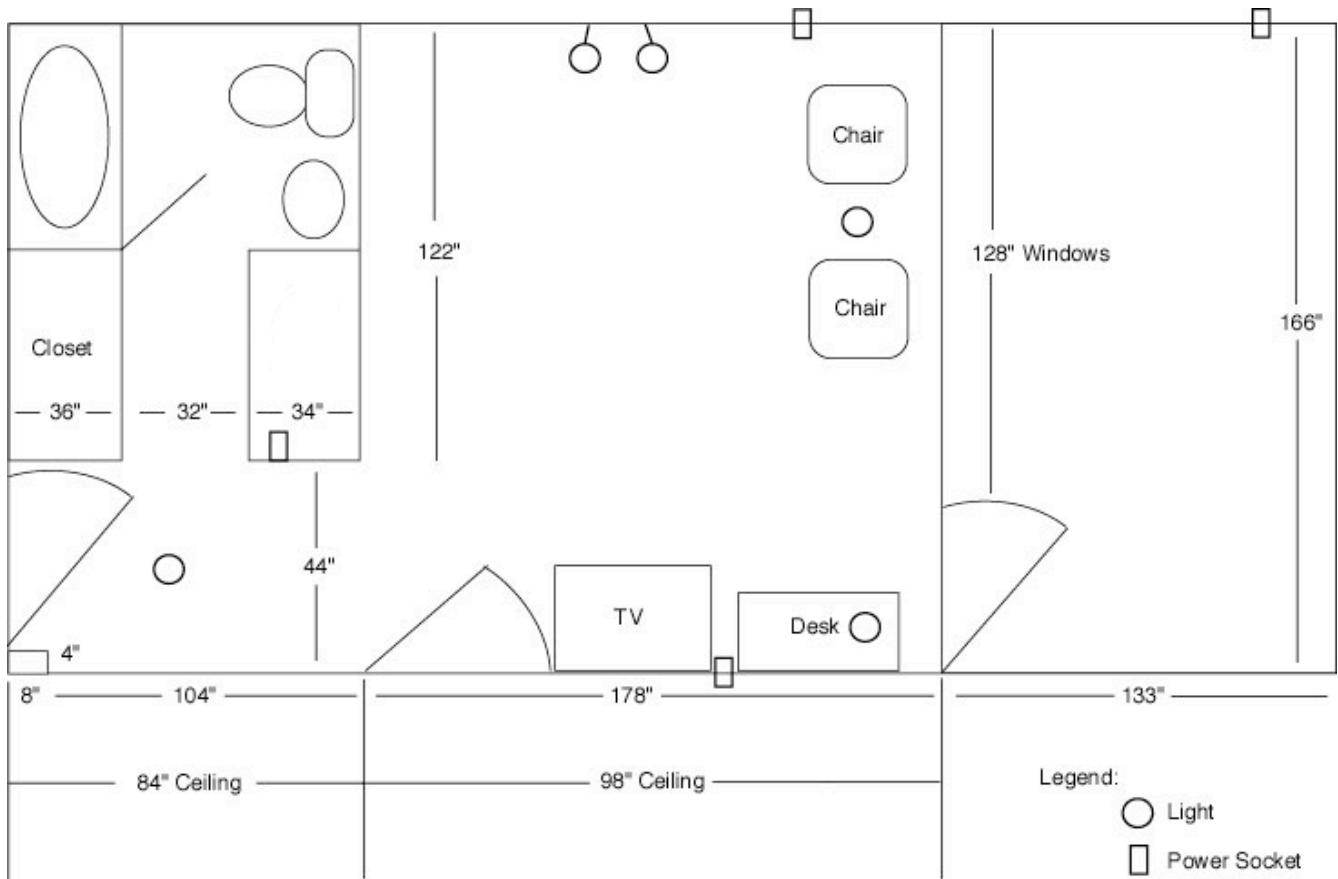 Chair
122"
128" Windows
Chair
166"
Closet
36"
32"
34"
44"
TV
Desk
4"
8"
104"
178"
133"
84" Ceiling
98" Ceiling
Legend:
Light
Power Socket